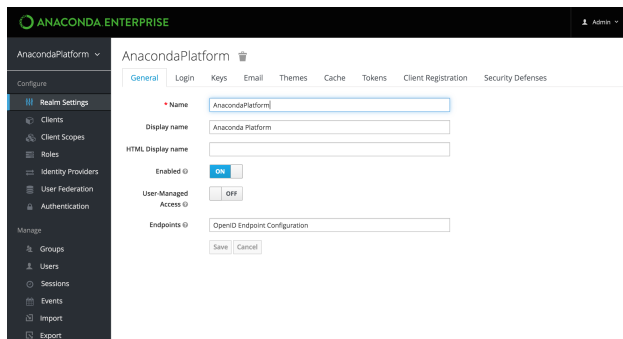 ANACONDA ENTERPRISE
Admin
AnacondaPlatform
Configure
Realm Settings
Clients
Client Scopes
Roles
Identity Providers
User Federation
Authentication
Manage
Groups
Users
Sessions
Events
Import
Export
AnacondaPlatform
General Login Keys Email Themes Cache Tokens Client Registration Security Defenses
* Name AnacondaPlatform
Display name Anaconda Platform
HTML Display name
Enabled ON
User-Managed
Access OFF
Endpoints OpenID Endpoint Configuration
Save Cancel